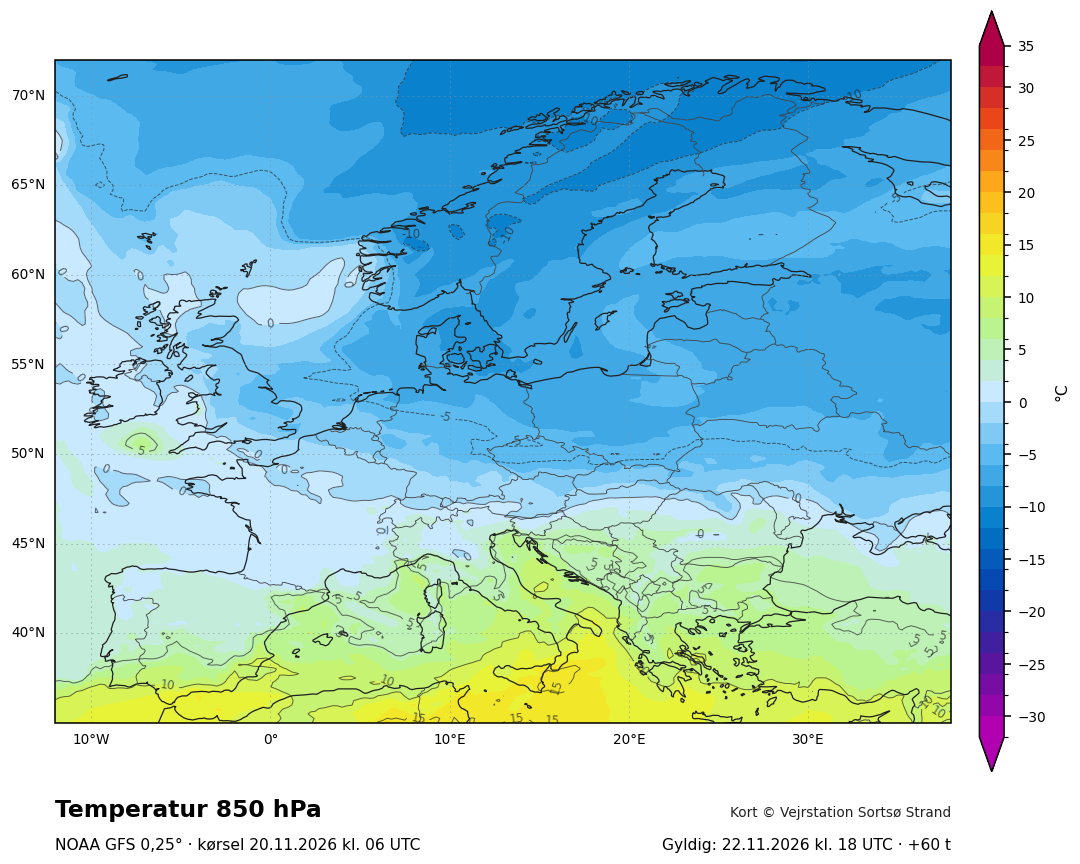 70°N
65°N
60°N
55°N
50°N
45°N
40°N
10°W
0°
10°E
20°E
30°E
35
30
25
20
15
10
5
0
−5
−10
−15
−20
−25
−30
°C
Temperatur 850 hPa
Kort © Vejrstation Sortsø Strand
NOAA GFS 0,25° · kørsel 20.11.2026 kl. 06 UTC
Gyldig: 22.11.2026 kl. 18 UTC · +60 t